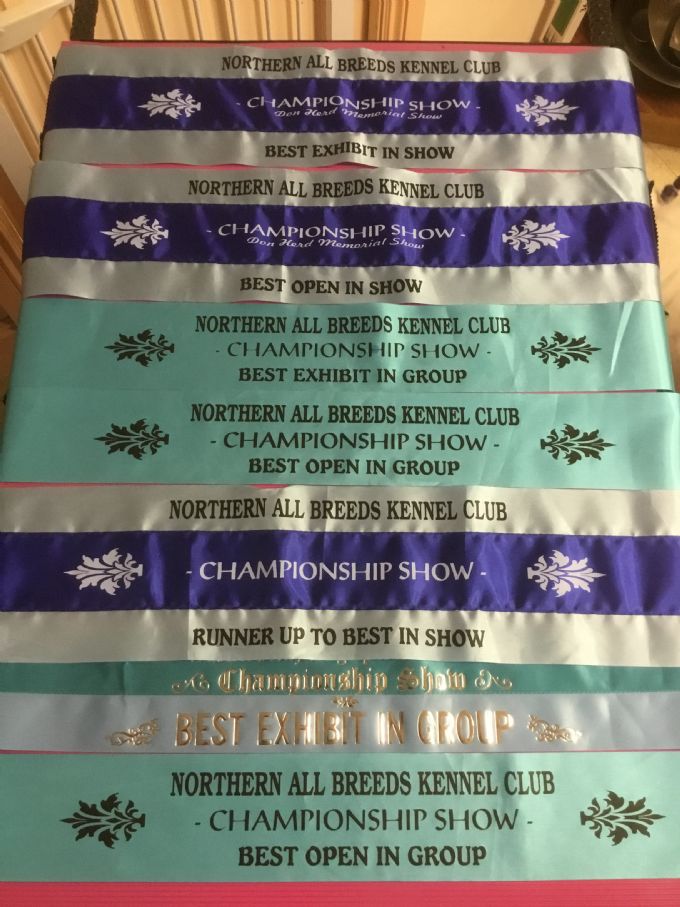 NORTHERN ALL BREEDS KENNEL CLUB
- CHAMPIONSHIP SHOW -
Don Herd Memorial Show
BEST EXHIBIT IN SHOW
NORTHERN ALL BREEDS KENNEL CLUB
- CHAMPIONSHIP SHOW -
Don Herd Memorial Show
BEST OPEN IN SHOW
NORTHERN ALL BREEDS KENNEL CLUB
- CHAMPIONSHIP SHOW -
BEST EXHIBIT IN GROUP
NORTHERN ALL BREEDS KENNEL CLUB
- CHAMPIONSHIP SHOW -
BEST OPEN IN GROUP
NORTHERN ALL BREEDS KENNEL CLUB
- CHAMPIONSHIP SHOW -
RUNNER UP TO BEST IN SHOW
Championship Show
BEST EXHIBIT IN GROUP
NORTHERN ALL BREEDS KENNEL CLUB
- CHAMPIONSHIP SHOW -
BEST OPEN IN GROUP